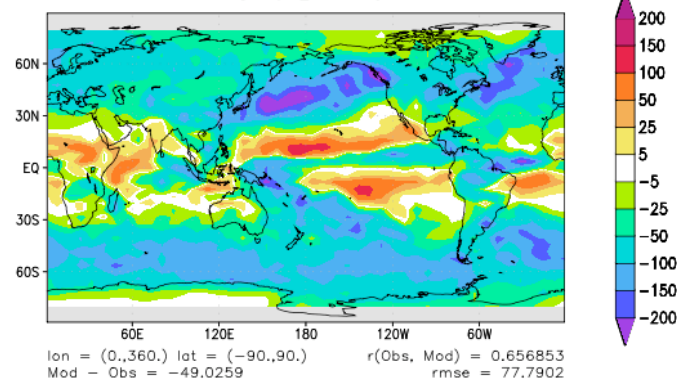 200
150
100
50
25
5
-5
-25
-50
-100
-150
-200
60N
30N
EQ
30S
60S
60E 120E 180 120W 60W
lon = (0.,360.) lat = (-90.,90.) r(Obs, Mod) = 0.656853
Mod - Obs = -49.0259 rmse = 77.7902